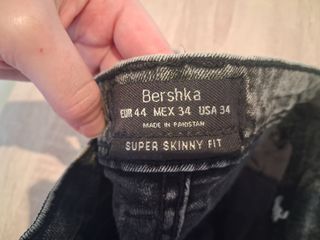 Bershka
EUR 44 MEX 34 USA 34
MADE IN PAKISTAN
SUPER SKINNY FIT